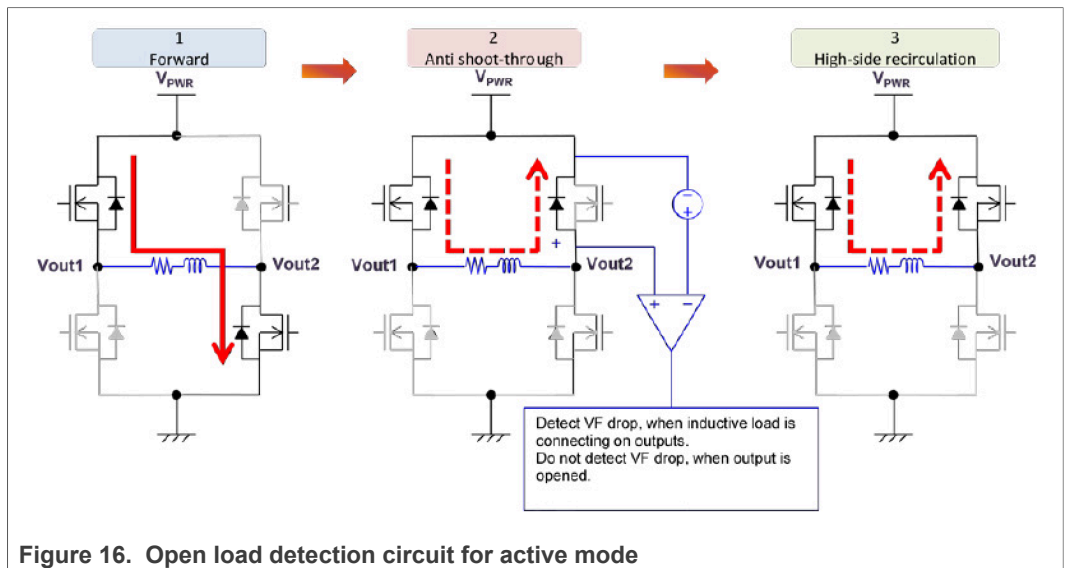 1
Forward
2
Anti shoot-through
3
High-side recirculation
VPWR
VPWR
VPWR
Vout1
Vout2
Vout1
+
Vout2
Vout1
Vout2
−
+
+
−
Detect VF drop, when inductive load is
connecting on outputs.
Do not detect VF drop, when output is
opened.
Figure 16. Open load detection circuit for active mode